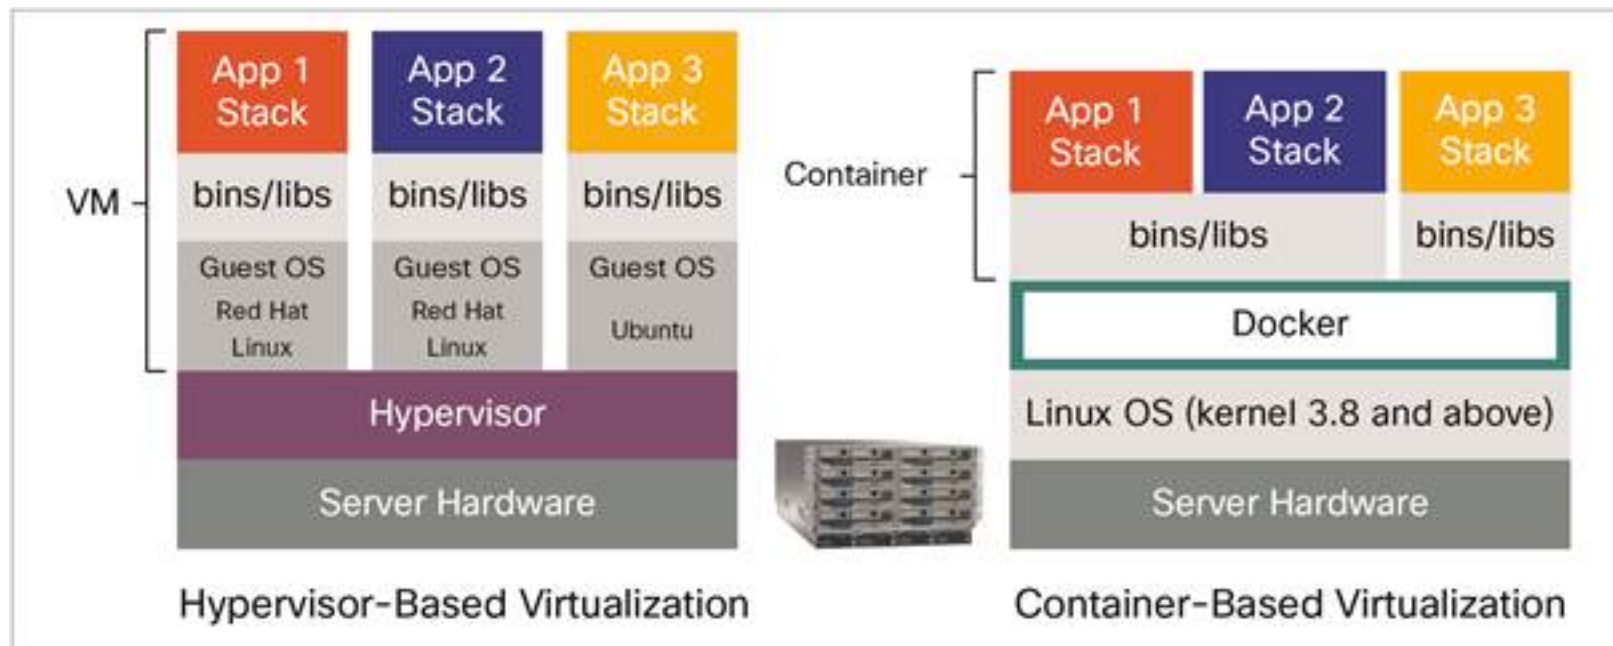 VM
App 1
Stack
App 2
Stack
App 3
Stack
bins/libs
bins/libs
bins/libs
Guest OS
Red Hat
Linux
Guest OS
Red Hat
Linux
Guest OS
Ubuntu
Hypervisor
Server Hardware
Hypervisor-Based Virtualization
Container
App 1
Stack
App 2
Stack
App 3
Stack
bins/libs
bins/libs
Docker
Linux OS (kernel 3.8 and above)
Server Hardware
Container-Based Virtualization